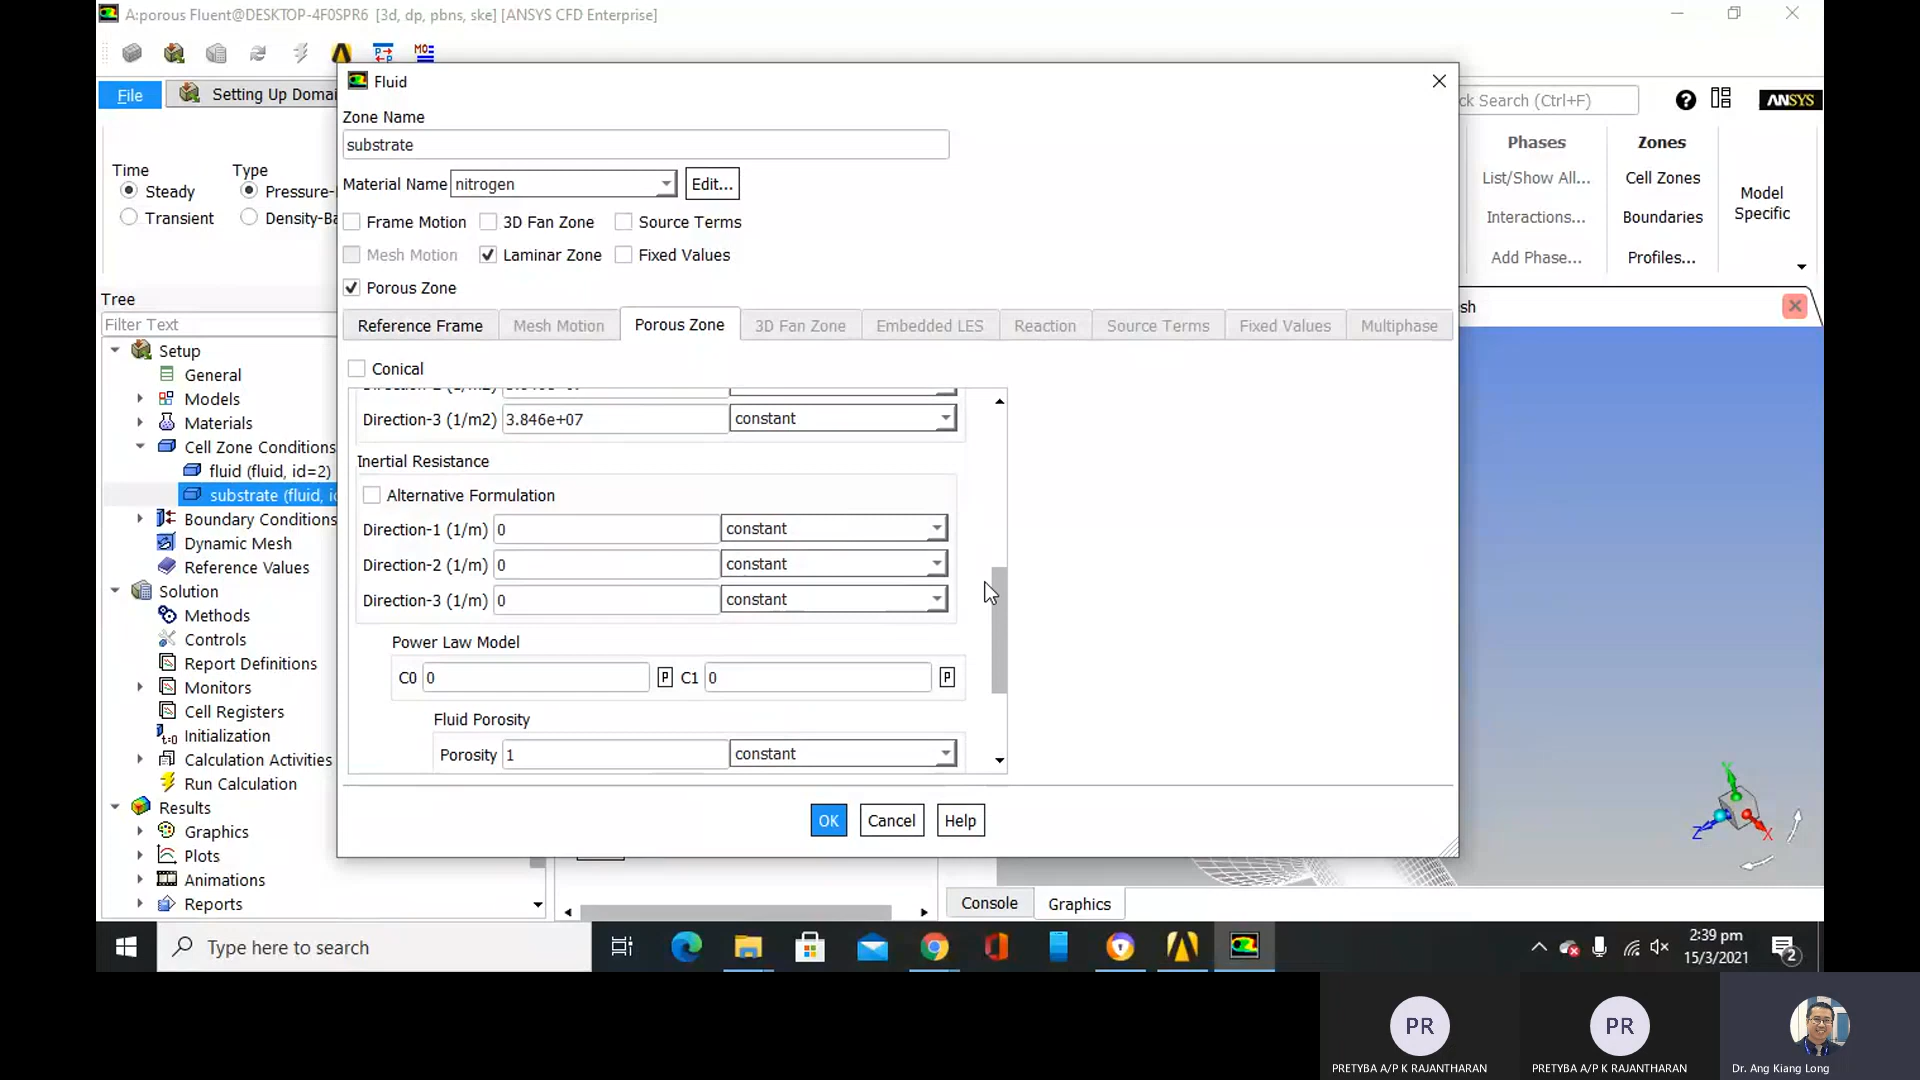 A:porous Fluent@DESKTOP-4F0SPR6 [3d, dp, pbns, ske] [ANSYS CFD Enterprise]
File
Setting Up Domai
ck Search (Ctrl+F)
ANSYS
Time
Steady
Transient
Type
Pressure-
Density-Ba
Phases
List/Show All...
Interactions...
Add Phase...
Zones
Cell Zones
Boundaries
Profiles...
Model
Specific
Fluid
Zone Name
substrate
Material Name nitrogen Edit...
Frame Motion 3D Fan Zone Source Terms
Mesh Motion Laminar Zone Fixed Values
Porous Zone
Reference Frame Mesh Motion Porous Zone 3D Fan Zone Embedded LES Reaction Source Terms Fixed Values Multiphase
Conical
Direction-3 (1/m2) 3.846e+07 constant
Inertial Resistance
Alternative Formulation
Direction-1 (1/m) 0 constant
Direction-2 (1/m) 0 constant
Direction-3 (1/m) 0 constant
Power Law Model
C0 0 P C1 0 P
Fluid Porosity
Porosity 1 constant
OK Cancel Help
Tree
Filter Text
Setup
General
Models
Materials
Cell Zone Conditions
fluid (fluid, id=2)
substrate (fluid, ic
Boundary Conditions
Dynamic Mesh
Reference Values
Solution
Methods
Controls
Report Definitions
Monitors
Cell Registers
Initialization
Calculation Activities
Run Calculation
Results
Graphics
Plots
Animations
Reports
sh
Y
Z
X
Console Graphics
Type here to search
2:39 pm
15/3/2021
2
PR
PRETYBA A/P K RAJANTHARAN
PR
PRETYBA A/P K RAJANTHARAN
Dr. Ang Kiang Long